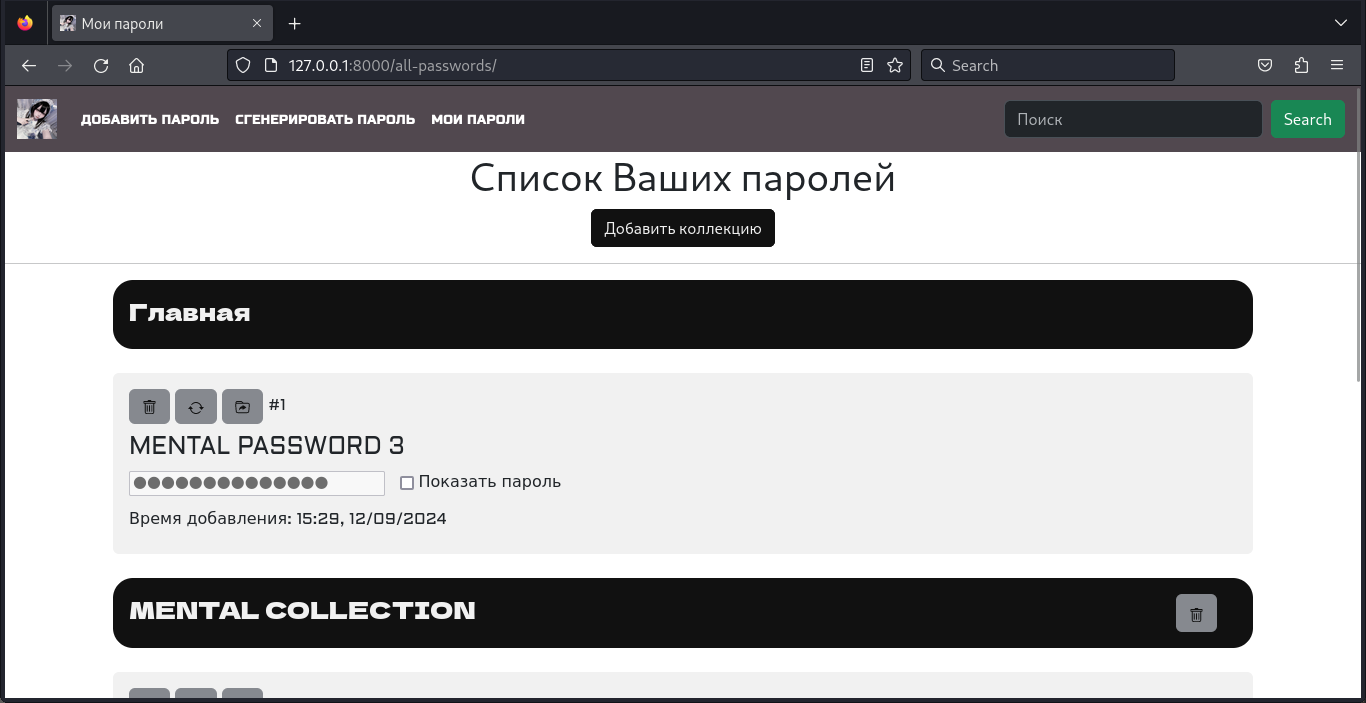 Мои пароли
127.0.0.1:8000/all-passwords/
Search
ДОБАВИТЬ ПАРОЛЬ СГЕНЕРИРОВАТЬ ПАРОЛЬ МОИ ПАРОЛИ
Поиск
Search
Список Ваших паролей
Добавить коллекцию
Главная
#1
MENTAL PASSWORD 3
Показать пароль
Время добавления: 15:29, 12/09/2024
MENTAL COLLECTION